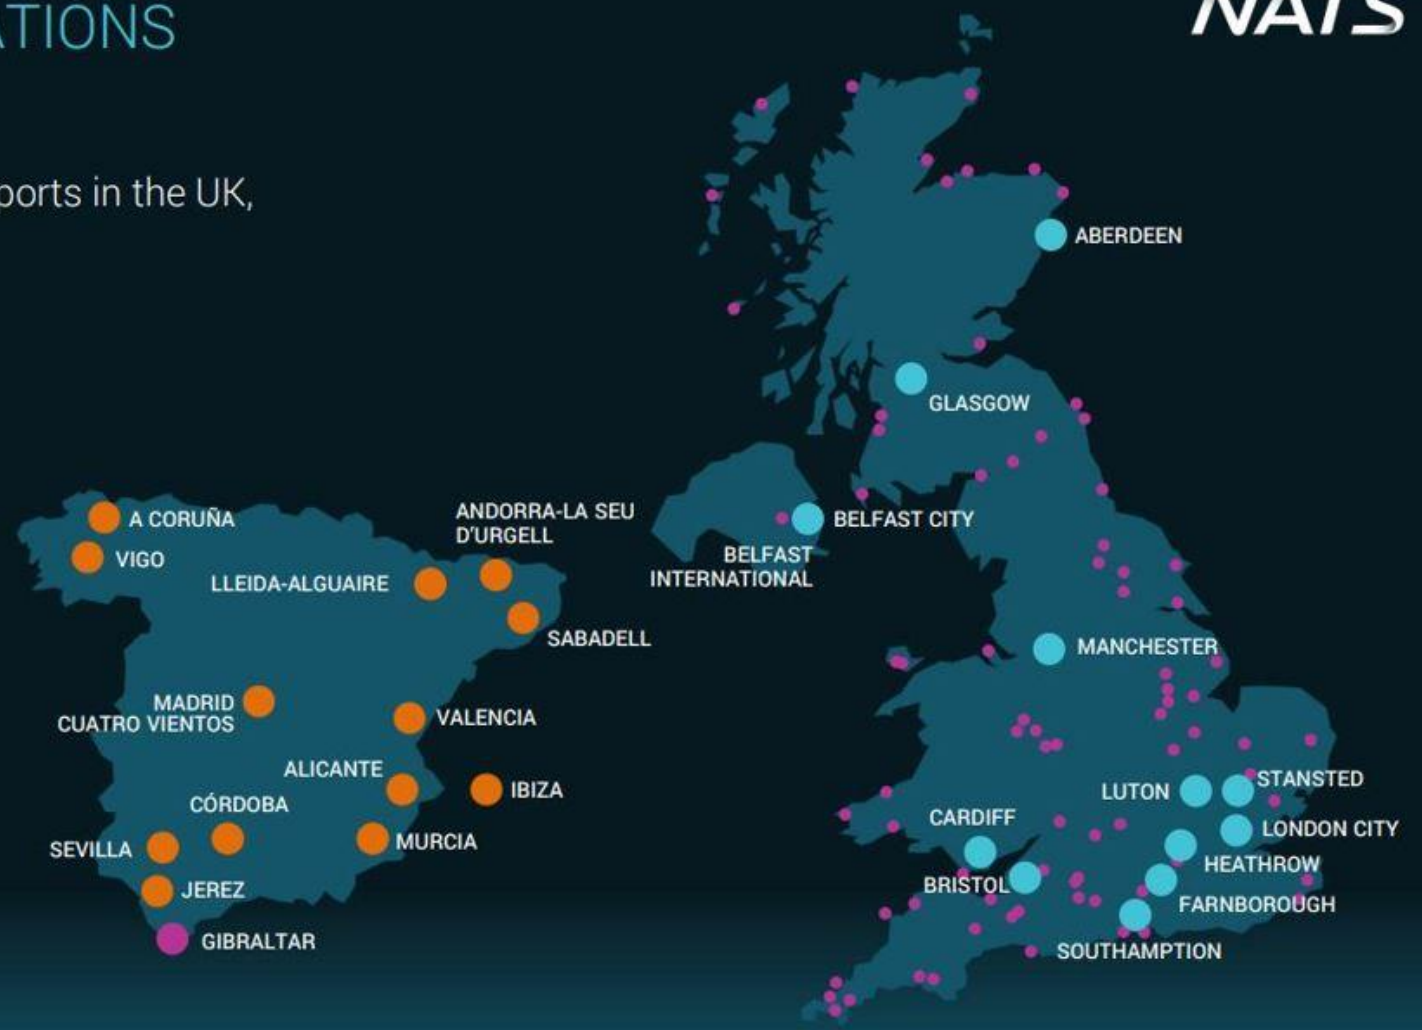 ATIONS
NATS
ports in the UK,
ABERDEEN
GLASGOW
BELFAST CITY
BELFAST
INTERNATIONAL
A CORUÑA
VIGO
ANDORRA-LA SEU
D'URGELL
LLEIDA-ALGUAIRE
SABADELL
MANCHESTER
MADRID
CUATRO VIENTOS
VALENCIA
ALICANTE
IBIZA
CÓRDOBA
SEVILLA
MURCIA
JEREZ
GIBRALTAR
LUTON
STANSTED
CARDIFF
LONDON CITY
HEATHROW
BRISTOL
FARNBOROUGH
SOUTHAMPTION